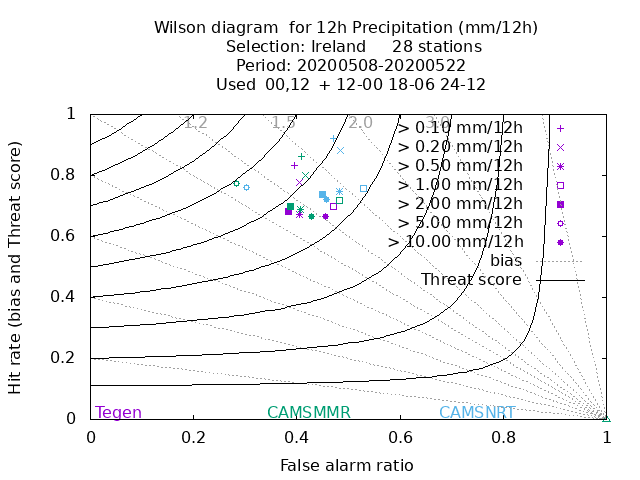 Wilson diagram  for 12h Precipitation (mm/12h)
Selection: Ireland     28 stations
Period: 20200508-20200522
Used  00,12  + 12-00 18-06 24-12
Hit rate (bias and Threat score)
1
0.8
0.6
0.4
0.2
0
1.2 1.5 2.0 3.0
> 0.10 mm/12h
> 0.20 mm/12h
> 0.50 mm/12h
> 1.00 mm/12h
> 2.00 mm/12h
> 5.00 mm/12h
> 10.00 mm/12h
bias
Threat score
Tegen CAMSMMR CAMSNRT
0 0.2 0.4 0.6 0.8 1
False alarm ratio